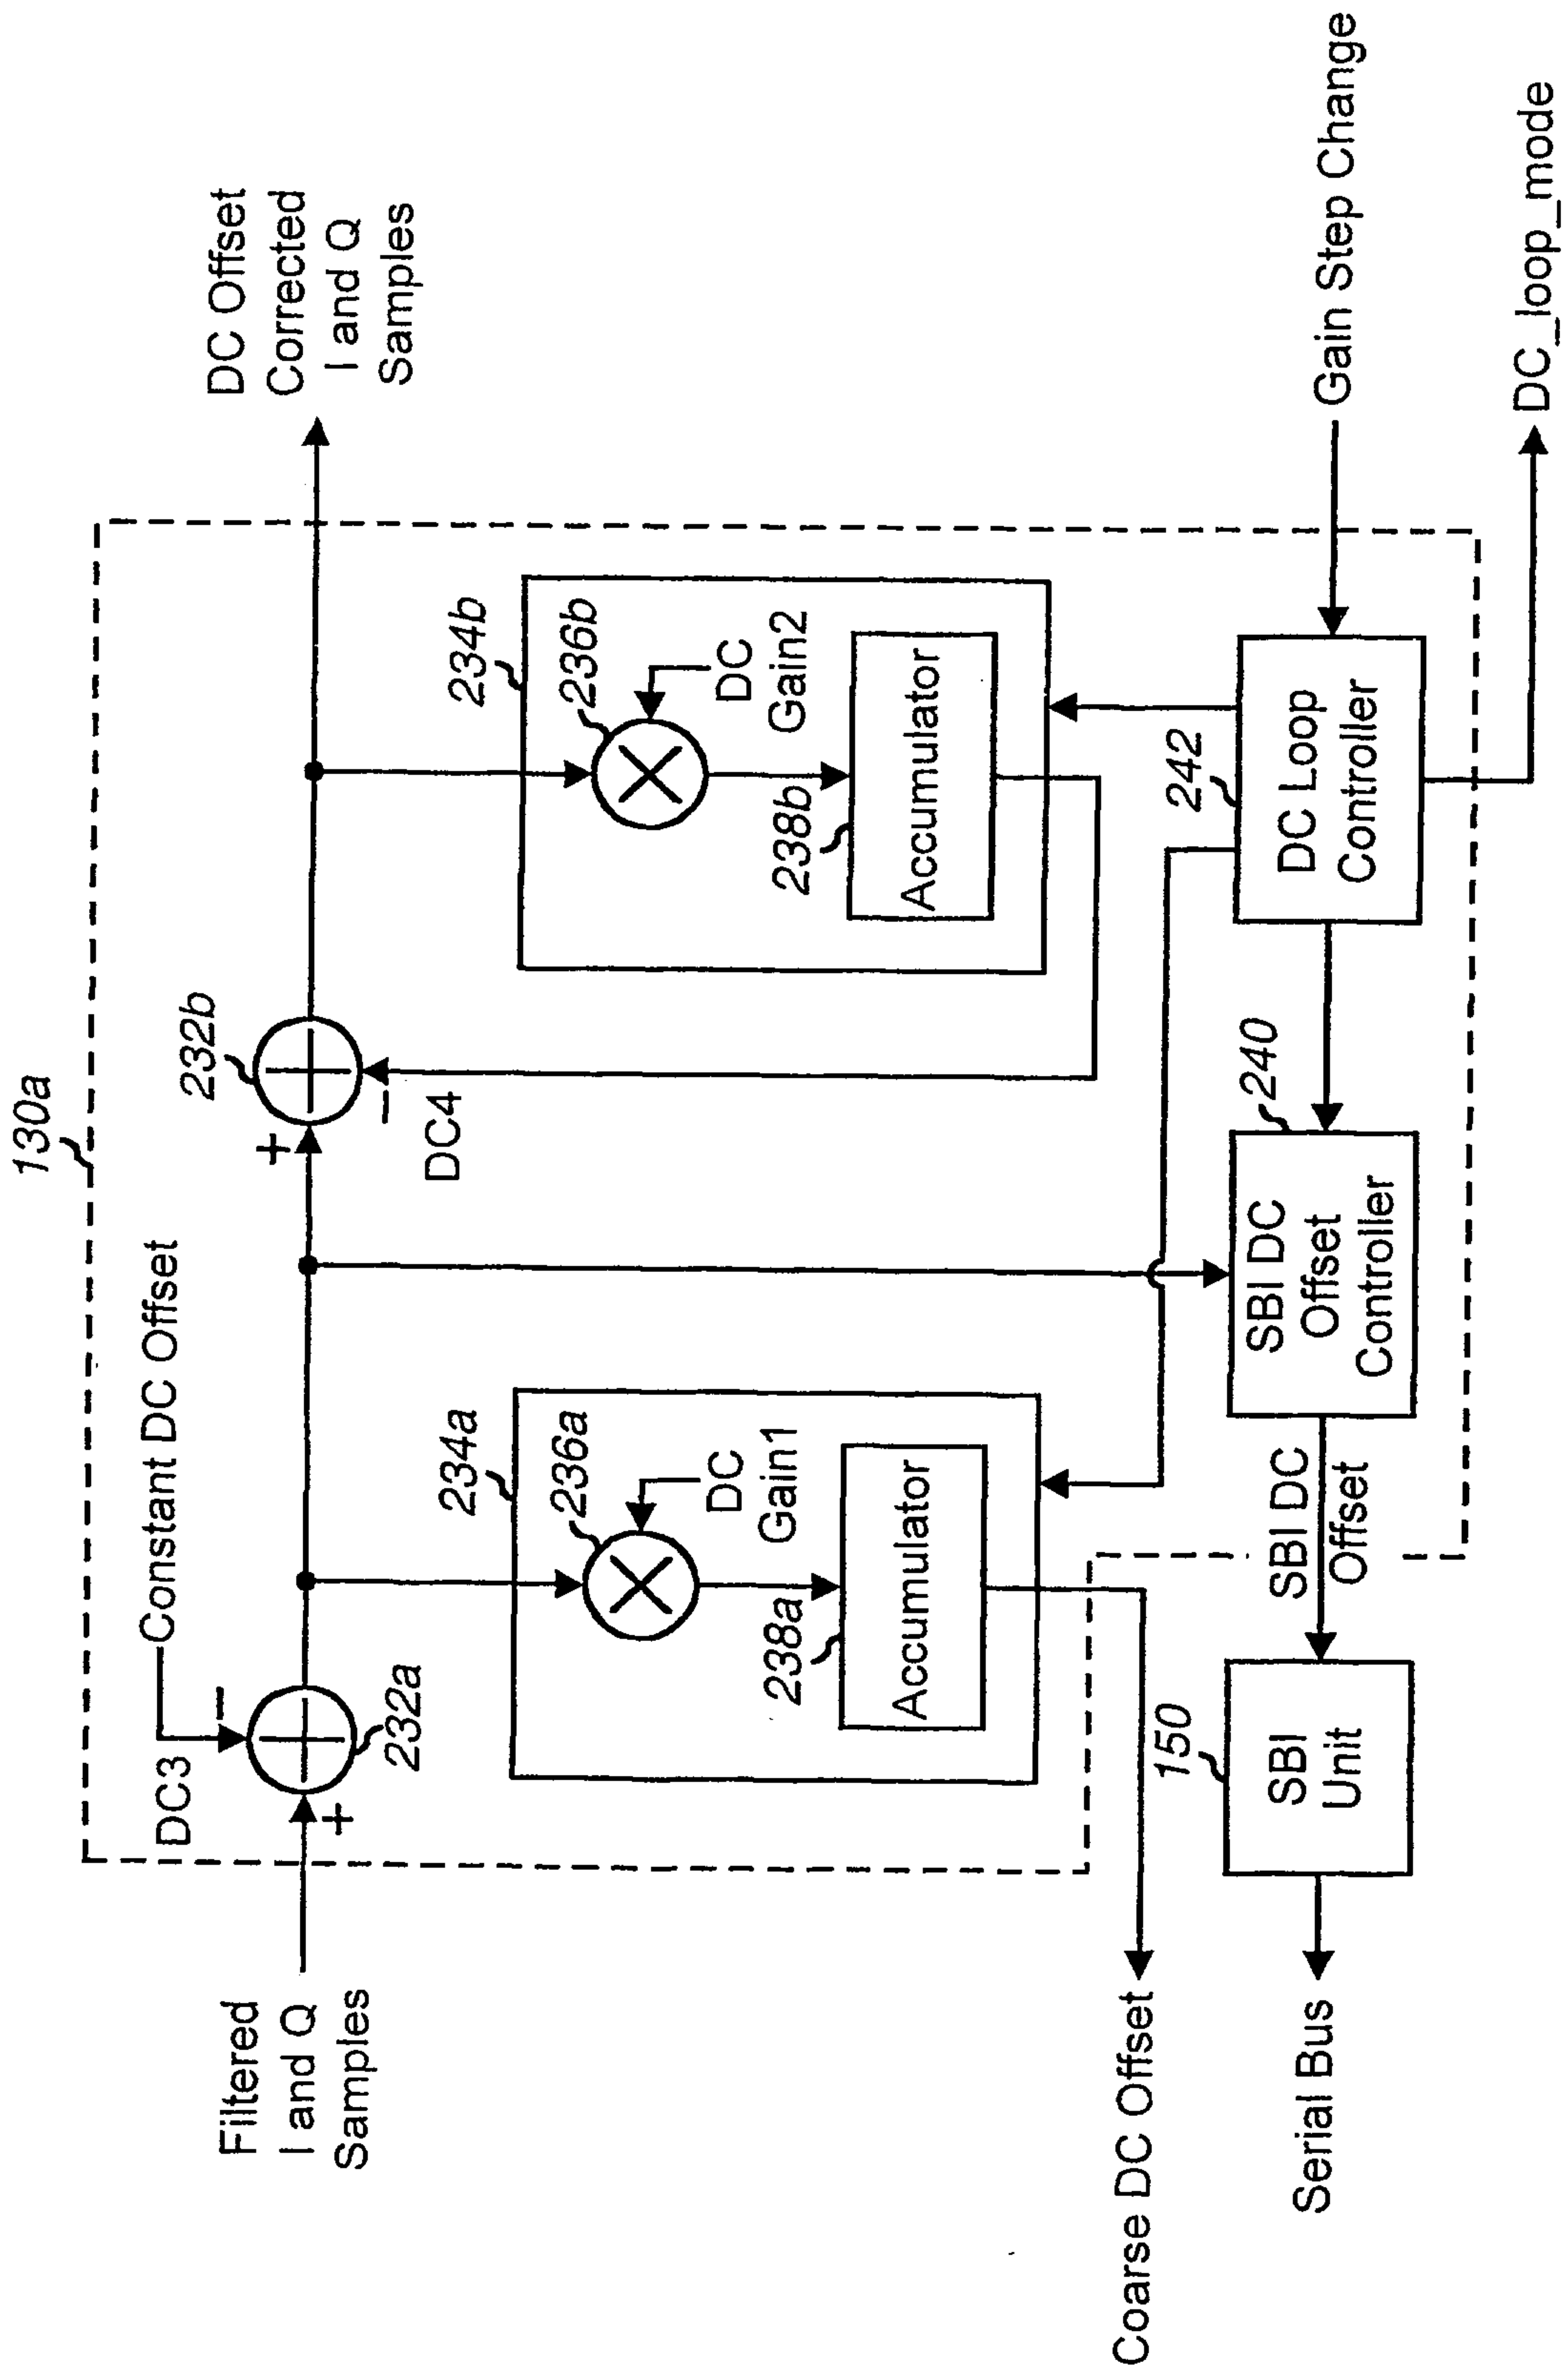 130a
Constant DC Offset
DC3
–
+
232a
Filtered
I and Q
Samples
232b
+
–
DC4
DC Offset
Corrected
I and Q
Samples
234a
236a
DC
Gain1
238a
Accumulator
234b
236b
DC
Gain2
238b
Accumulator
Coarse DC Offset
150
SBI
Unit
Serial Bus
SBI DC
Offset
240
SBI DC
Offset
Controller
242
DC Loop
Controller
Gain Step Change
DC_loop_mode